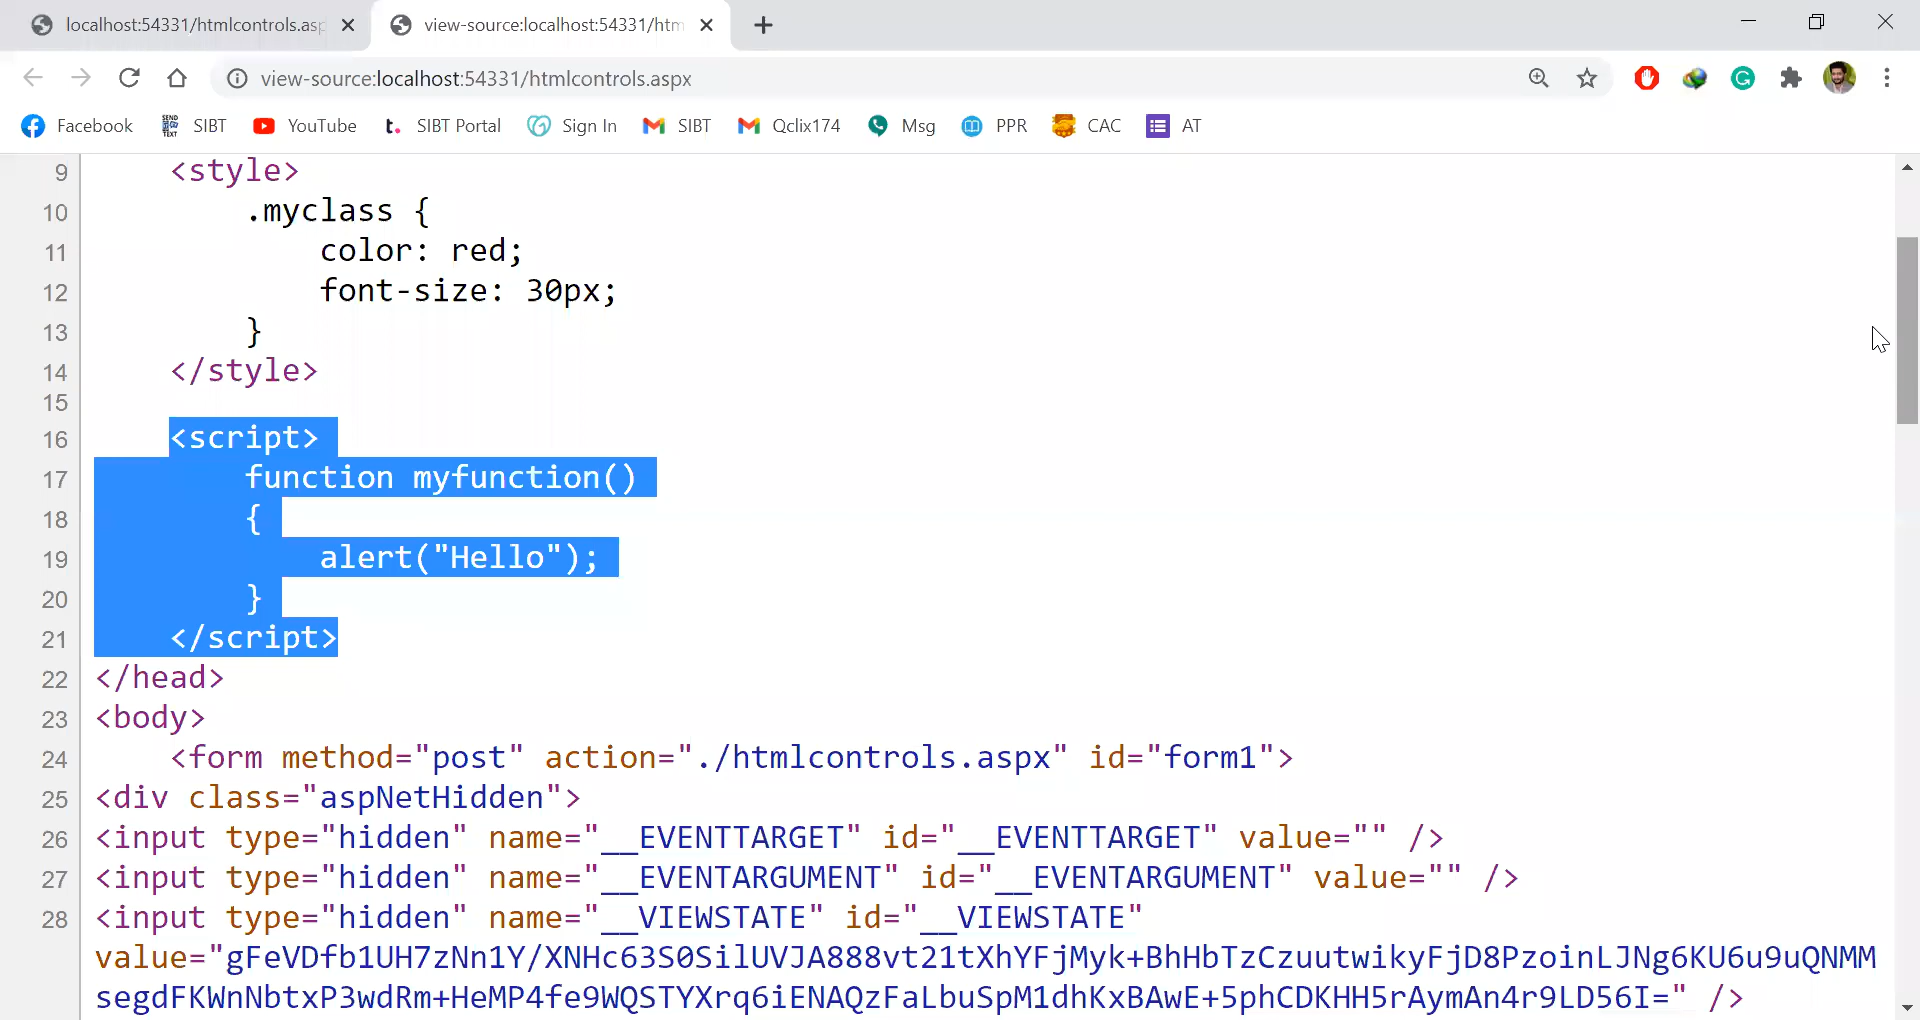 localhost:54331/htmlcontrols.asp
view-source:localhost:54331/htm
view-source:localhost:54331/htmlcontrols.aspx
Facebook SEND TEXT SIBT YouTube t. SIBT Portal Sign In SIBT Qclix174 Msg PPR CAC AT
9 <style>
10 .myclass {
11 color: red;
12 font-size: 30px;
13 }
14 </style>
15
16 <script>
17 function myfunction()
18 {
19 alert("Hello");
20 }
21 </script>
22 </head>
23 <body>
24 <form method="post" action="./htmlcontrols.aspx" id="form1">
25 <div class="aspNetHidden">
26 <input type="hidden" name="__EVENTTARGET" id="__EVENTTARGET" value="" />
27 <input type="hidden" name="__EVENTARGUMENT" id="__EVENTARGUMENT" value="" />
28 <input type="hidden" name="__VIEWSTATE" id="__VIEWSTATE"
value="gFeVDfb1UH7zNn1Y/XNHc63S0SilUVJA888vt21tXhYFjMyk+BhHbTzCzuutwikyFjD8PzoinLJNg6KU6u9uQNMM
segdFKWnNbtxP3wdRm+HeMP4fe9WQSTYXrq6iENAQzFaLbuSpM1dhKxBAwE+5phCDKHH5rAymAn4r9LD56I=" />